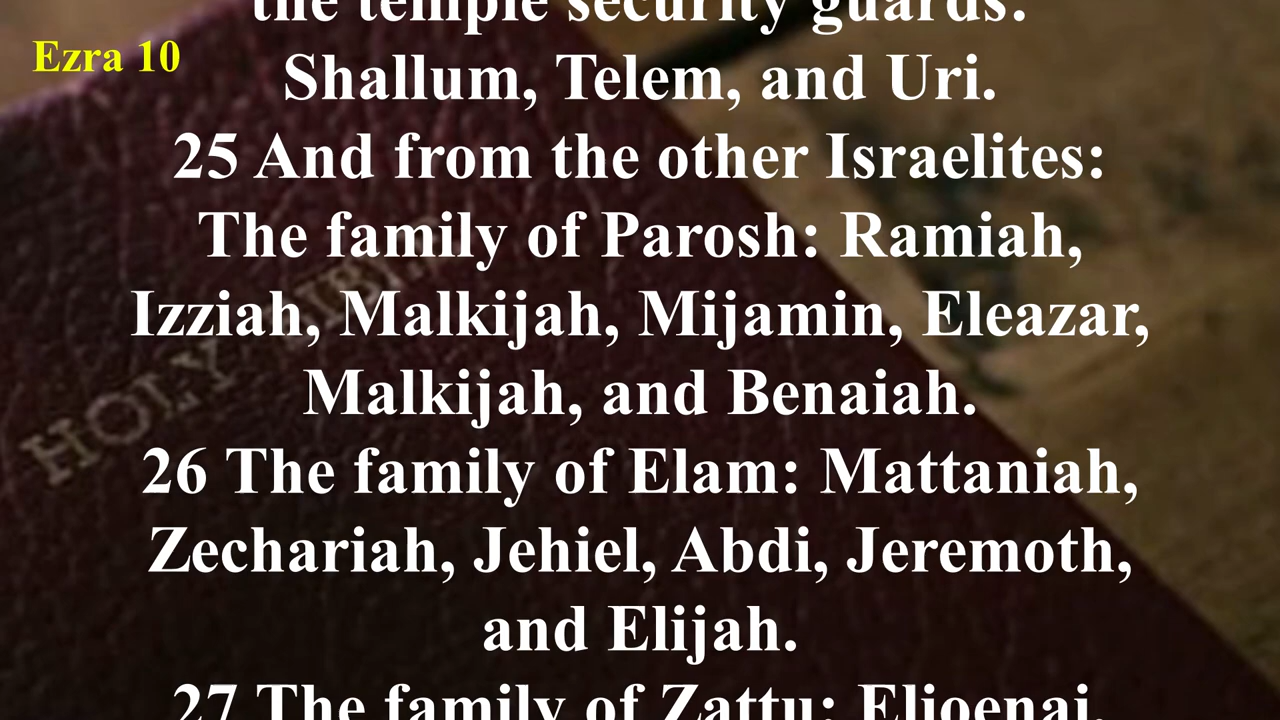 the temple security guards:
Ezra 10
Shallum, Telem, and Uri.
25 And from the other Israelites:
The family of Parosh: Ramiah,
Izziah, Malkijah, Mijamin, Eleazar,
Malkijah, and Benaiah.
HOLY BIBLE
26 The family of Elam: Mattaniah,
Zechariah, Jehiel, Abdi, Jeremoth,
and Elijah.
27 The family of Zattu: Elioenai,